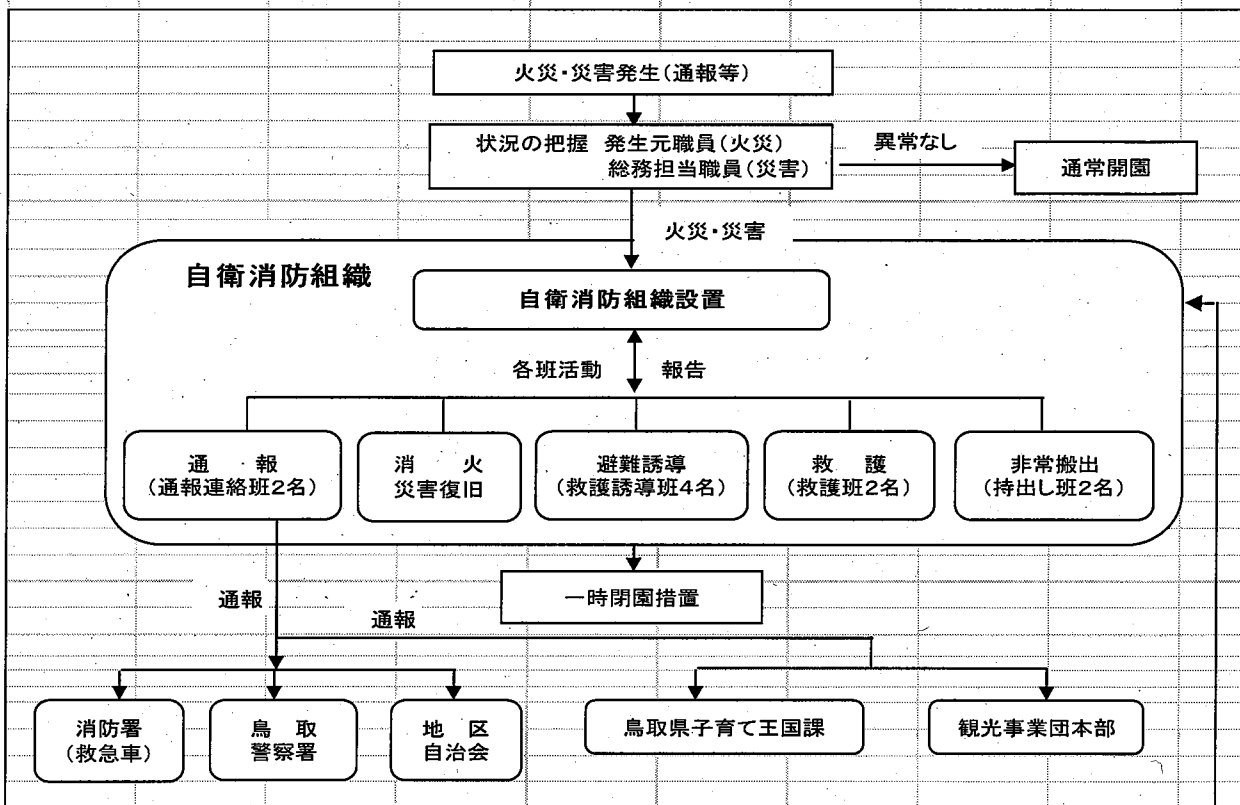 火災・災害発生(通報等)
状況の把握 発生元職員(火災)
総務担当職員(災害)
異常なし
通常開園
火災・災害
自衛消防組織
自衛消防組織設置
各班活動 報告
通 報
(通報連絡班2名)
消 火
災害復旧
避難誘導
(救護誘導班4名)
救 護
(救護班2名)
非常搬出
(持出し班2名)
一時閉園措置
通報
通報
消防署
(救急車)
鳥 取
警察署
地 区
自治会
鳥取県子育て王国課
観光事業団本部